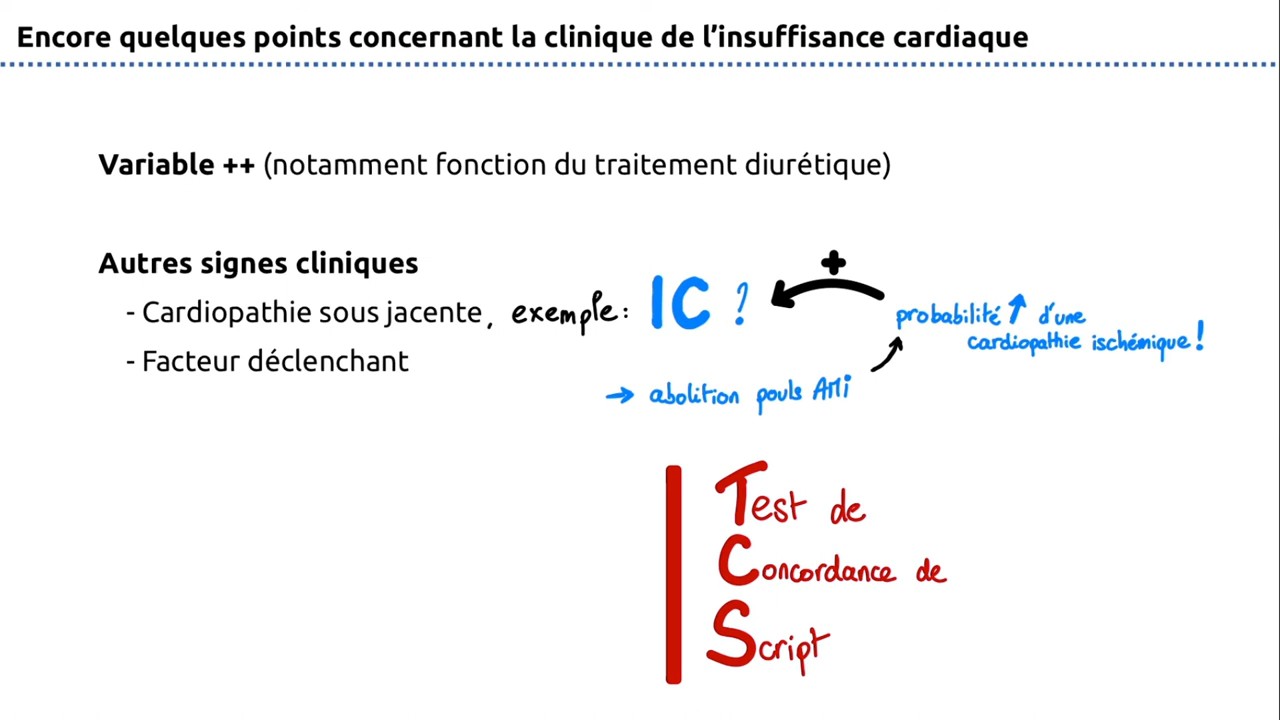 Encore quelques points concernant la clinique de l’insuffisance cardiaque
Variable ++ (notamment fonction du traitement diurétique)
Autres signes cliniques
- Cardiopathie sous jacente, exemple : IC ?
+
probabilité ↑ d'une
cardiopathie ischémique !
- Facteur déclenchant
→ abolition pouls AMI
Test de
Concordance de
Script